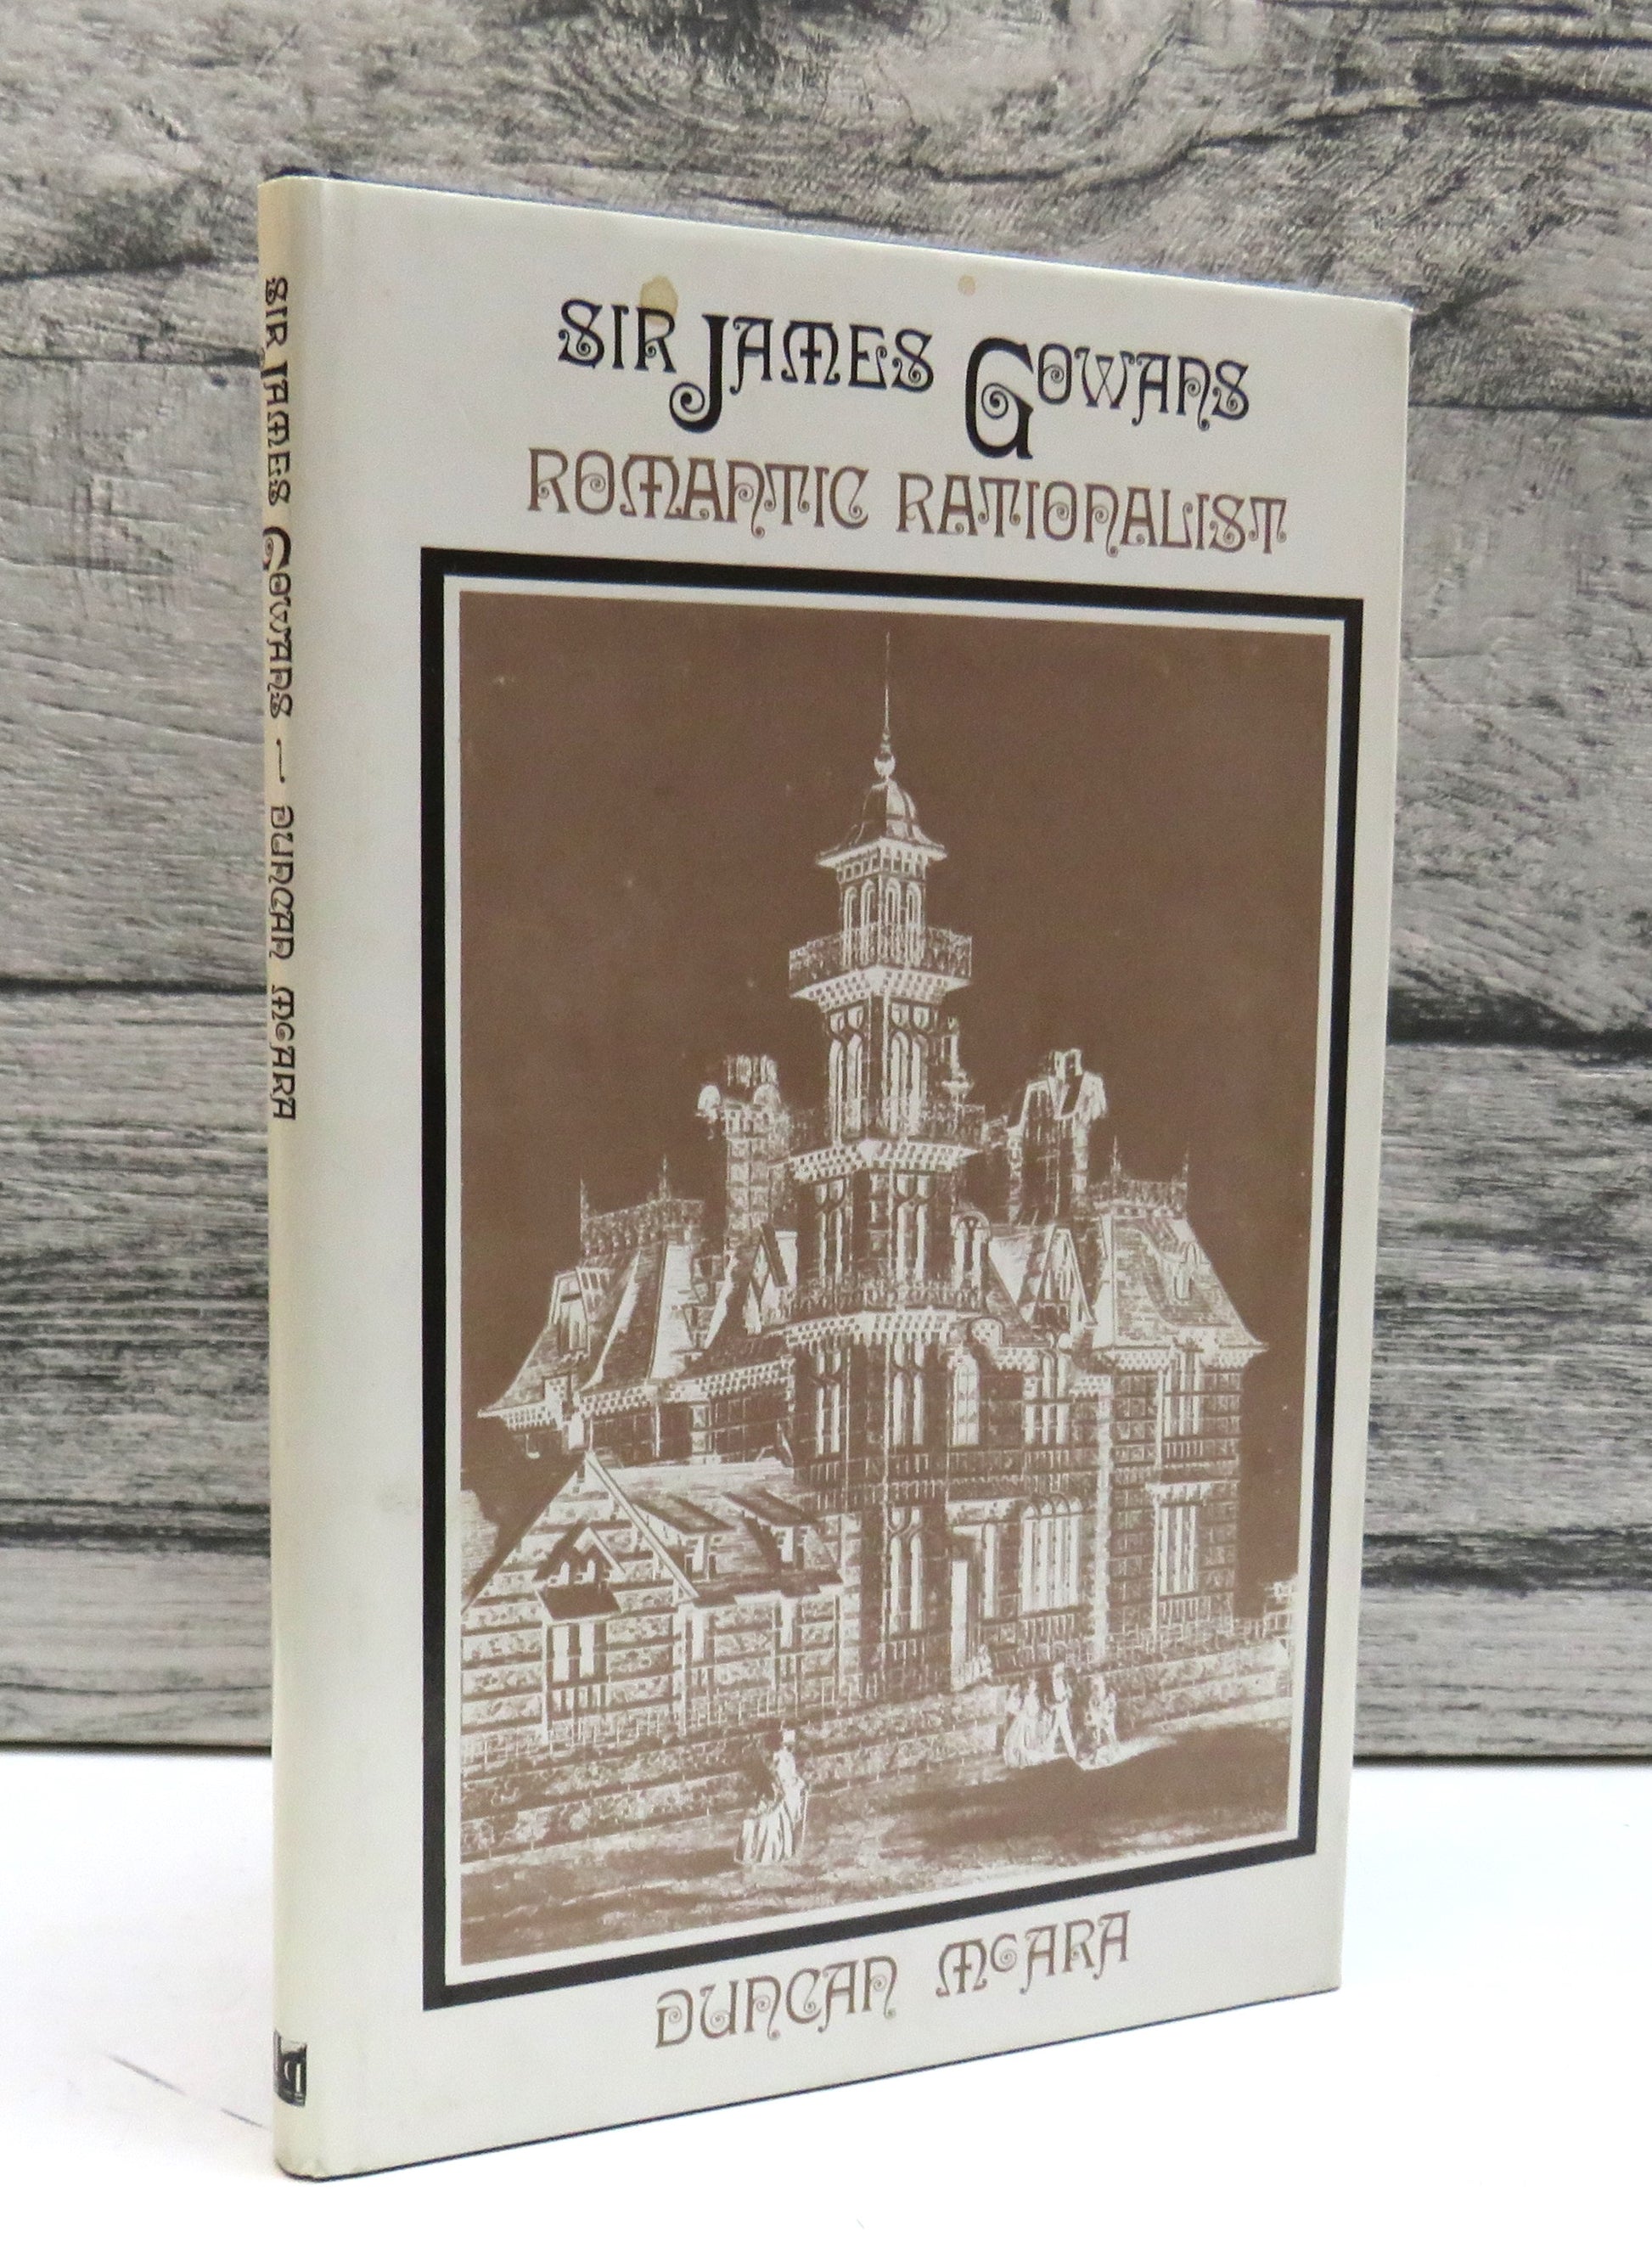 SIR JAMES GOWANS
ROMANTIC RATIONALIST
DUNCAN McARA
SIR JAMES GOWANS — DUNCAN McARA